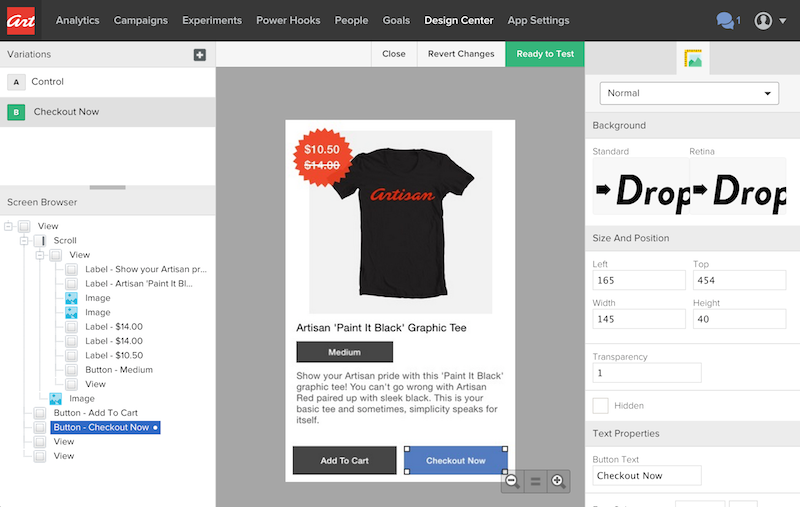 Art
Analytics
Campaigns
Experiments
Power Hooks
People
Goals
Design Center
App Settings
1
Variations
A
Control
B
Checkout Now
Screen Browser
View
Scroll
View
Label - Show your Artisan pr...
Label - Artisan 'Paint It Bl...
Image
Image
Label - $14.00
Label - $14.00
Label - $10.50
Button - Medium
View
Image
Button - Add To Cart
Button - Checkout Now
View
View
Close
Revert Changes
Ready to Test
$10.50
$14.00
Artisan
Artisan 'Paint It Black' Graphic Tee
Medium
Show your Artisan pride with this 'Paint It Black'
graphic tee! You can't go wrong with Artisan
Red paired up with sleek black. This is your
basic tee and sometimes, simplicity speaks for
itself.
Add To Cart
Checkout Now
Normal
Background
Standard
Retina
Drop
Drop
Size And Position
Left
Top
165
454
Width
Height
145
40
Transparency
1
Hidden
Text Properties
Button Text
Checkout Now